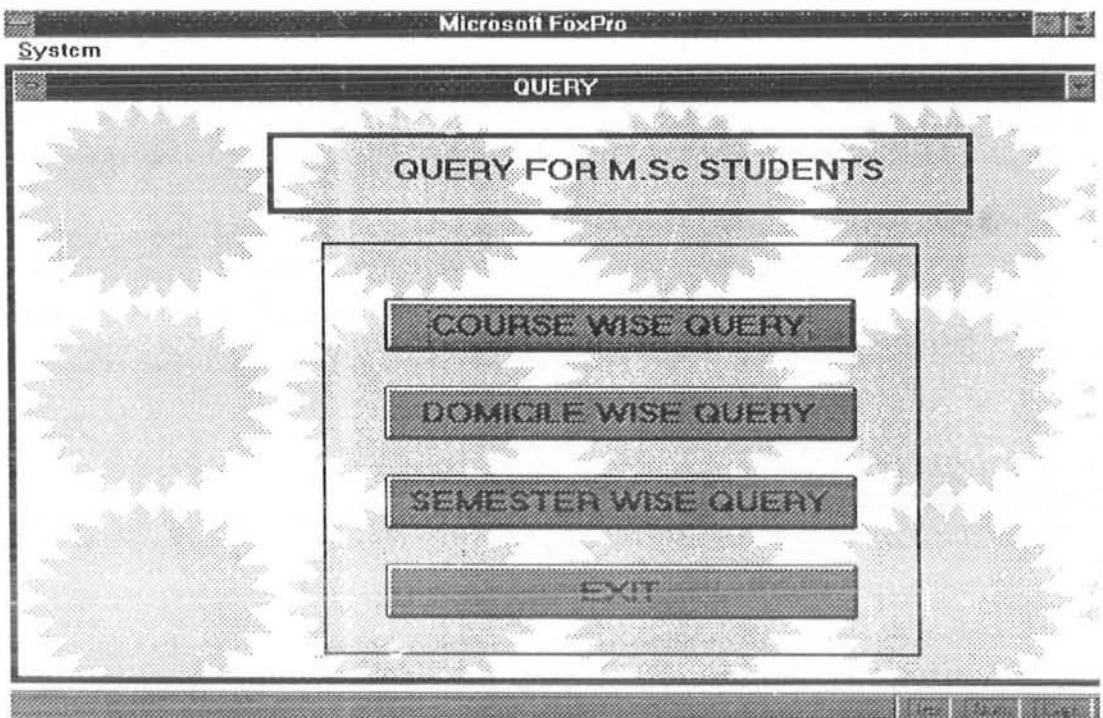 Microsoft FoxPro
System
QUERY
QUERY FOR M.Sc STUDENTS
COURSE WISE QUERY
DOMICILE WISE QUERY
SEMESTER WISE QUERY
EXIT